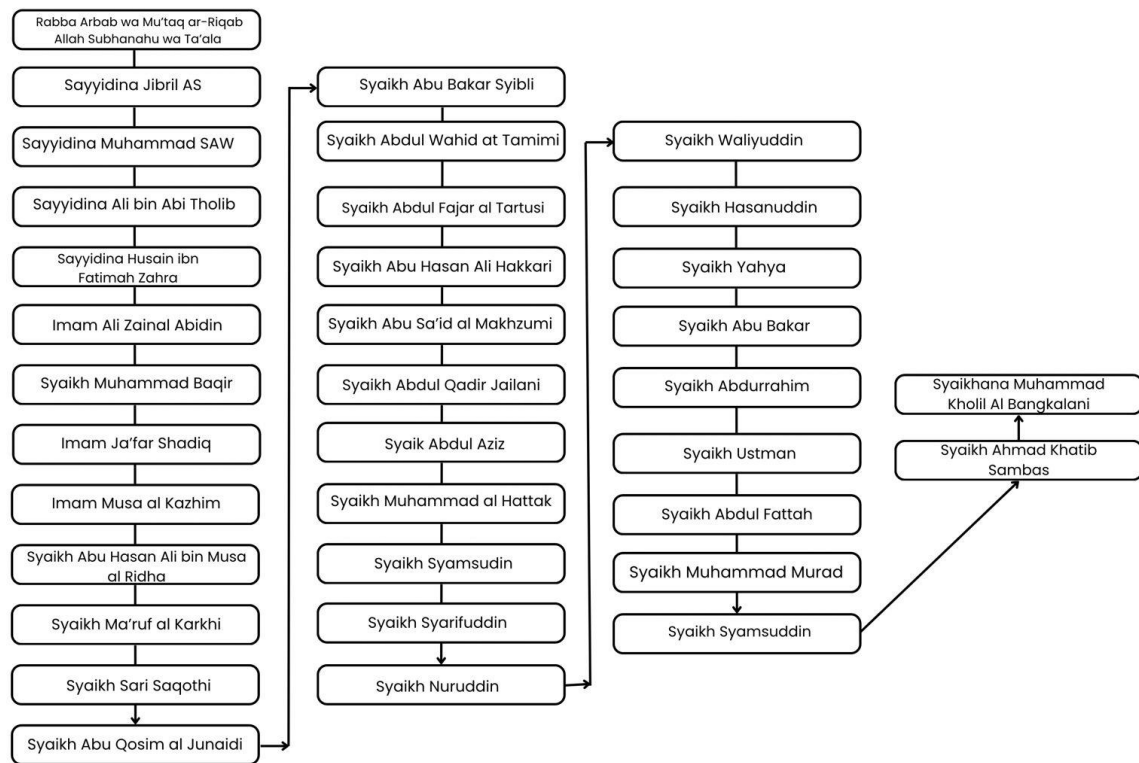 Rabba Arbab wa Mu’taq ar-Riqab
Allah Subhanahu wa Ta’ala
Sayyidina Jibril AS
Sayyidina Muhammad SAW
Sayyidina Ali bin Abi Tholib
Sayyidina Husain ibn
Fatimah Zahra
Imam Ali Zainal Abidin
Syaikh Muhammad Baqir
Imam Ja’far Shadiq
Imam Musa al Kazhim
Syaikh Abu Hasan Ali bin Musa
al Ridha
Syaikh Ma’ruf al Karkhi
Syaikh Sari Saqothi
Syaikh Abu Qosim al Junaidi
Syaikh Abu Bakar Syibli
Syaikh Abdul Wahid at Tamimi
Syaikh Abdul Fajar al Tartusi
Syaikh Abu Hasan Ali Hakkari
Syaikh Abu Sa’id al Makhzumi
Syaikh Abdul Qadir Jailani
Syaik Abdul Aziz
Syaikh Muhammad al Hattak
Syaikh Syamsudin
Syaikh Syarifuddin
Syaikh Nuruddin
Syaikh Waliyuddin
Syaikh Hasanuddin
Syaikh Yahya
Syaikh Abu Bakar
Syaikh Abdurrahim
Syaikh Ustman
Syaikh Abdul Fattah
Syaikh Muhammad Murad
Syaikh Syamsuddin
Syaikhana Muhammad
Kholil Al Bangkalani
Syaikh Ahmad Khatib
Sambas